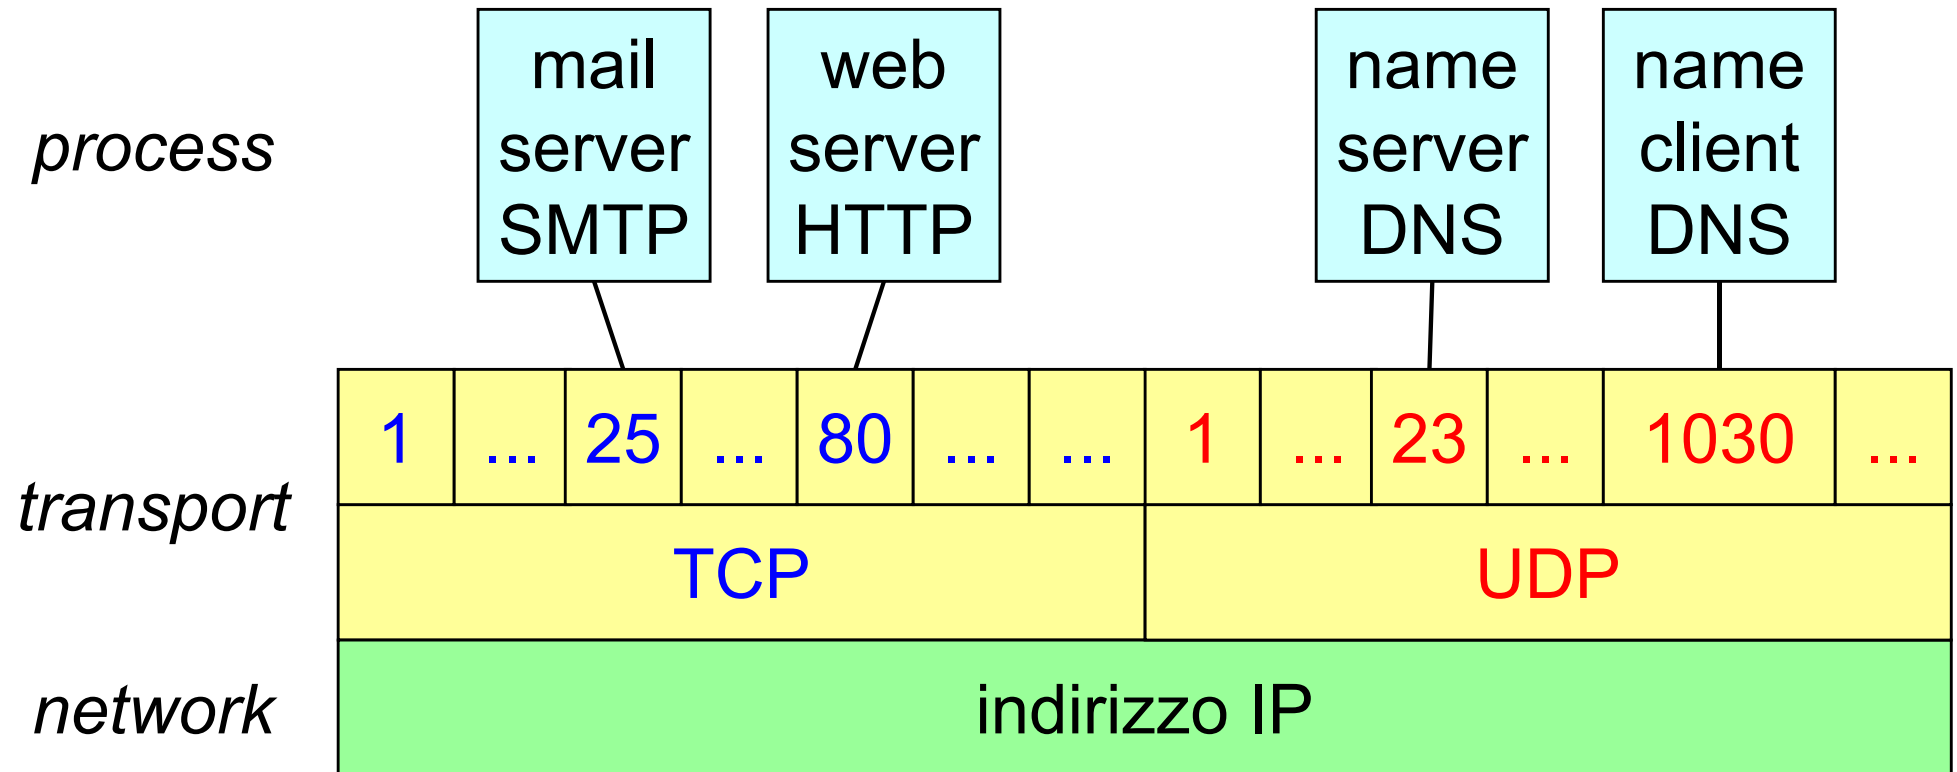 process
mail
server
SMTP
web
server
HTTP
name
server
DNS
name
client
DNS
transport
1 ... 25 ... 80 ... ... 1 ... 23 ... 1030 ...
TCP UDP
network
indirizzo IP